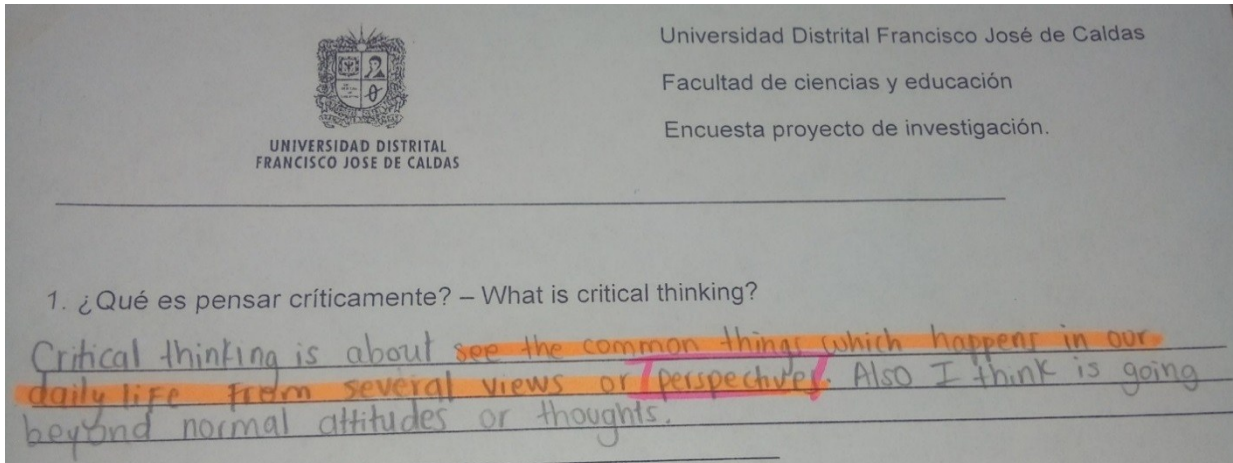 Universidad Distrital Francisco José de Caldas
Facultad de ciencias y educación
Encuesta proyecto de investigación.
UNIVERSIDAD DISTRITAL
FRANCISCO JOSE DE CALDAS
1. ¿Qué es pensar críticamente? – What is critical thinking?
Critical thinking is about see the common things which happens in our
daily life from several views or perspectives. Also I think is going
beyond normal attitudes or thoughts.